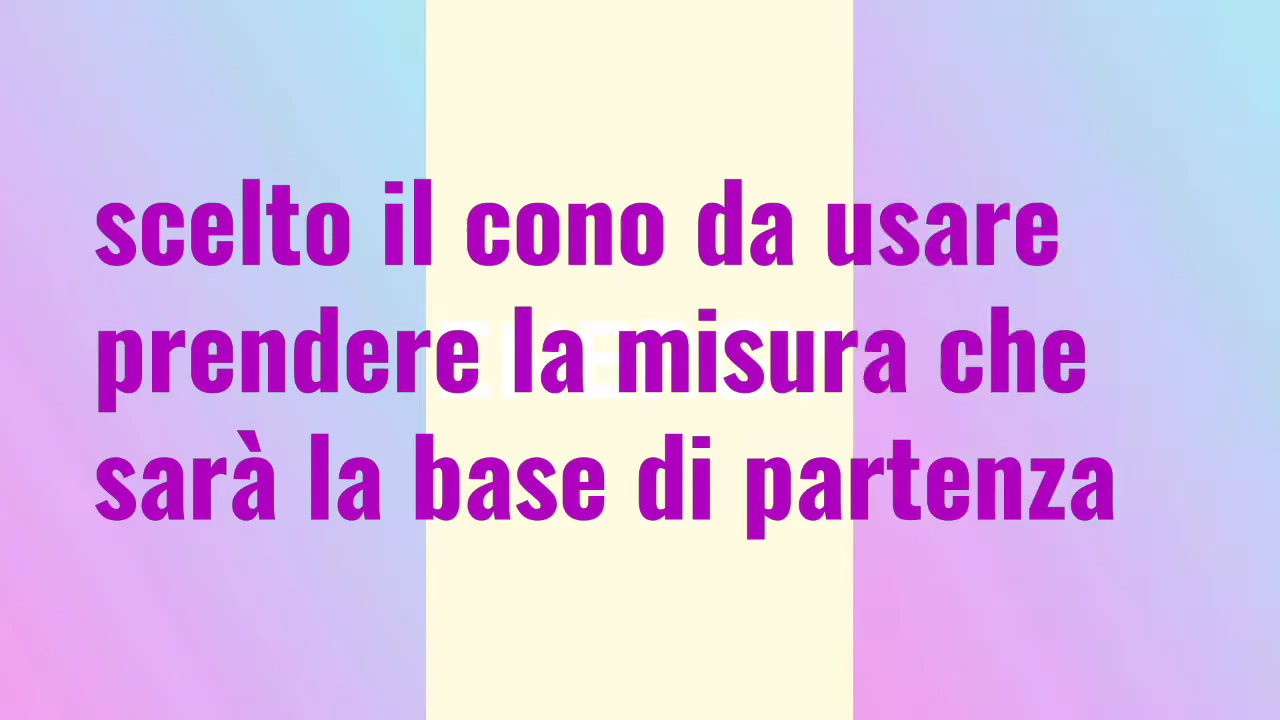 scelto il cono da usare
prendere la misura che
sarà la base di partenza